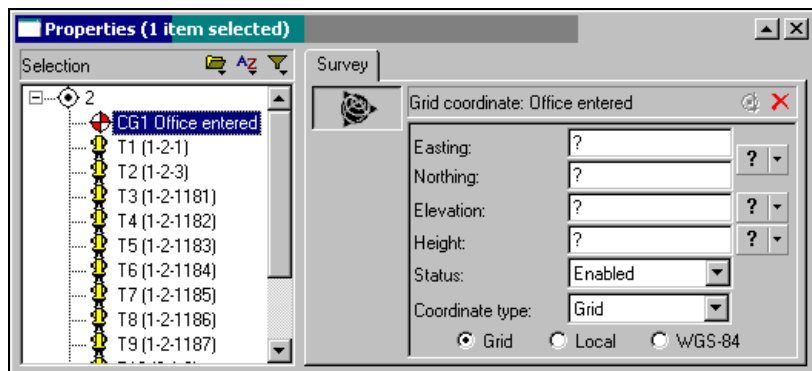 Properties (1 item selected)
Selection
AZ
2
CG1 Office entered
T1 (1-2-1)
T2 (1-2-3)
T3 (1-2-1181)
T4 (1-2-1182)
T5 (1-2-1183)
T6 (1-2-1184)
T7 (1-2-1185)
T8 (1-2-1186)
T9 (1-2-1187)
Survey
Grid coordinate: Office entered
Easting: ?
?
Northing: ?
Elevation: ?
?
Height: ?
?
Status: Enabled
Coordinate type: Grid
Grid Local WGS-84